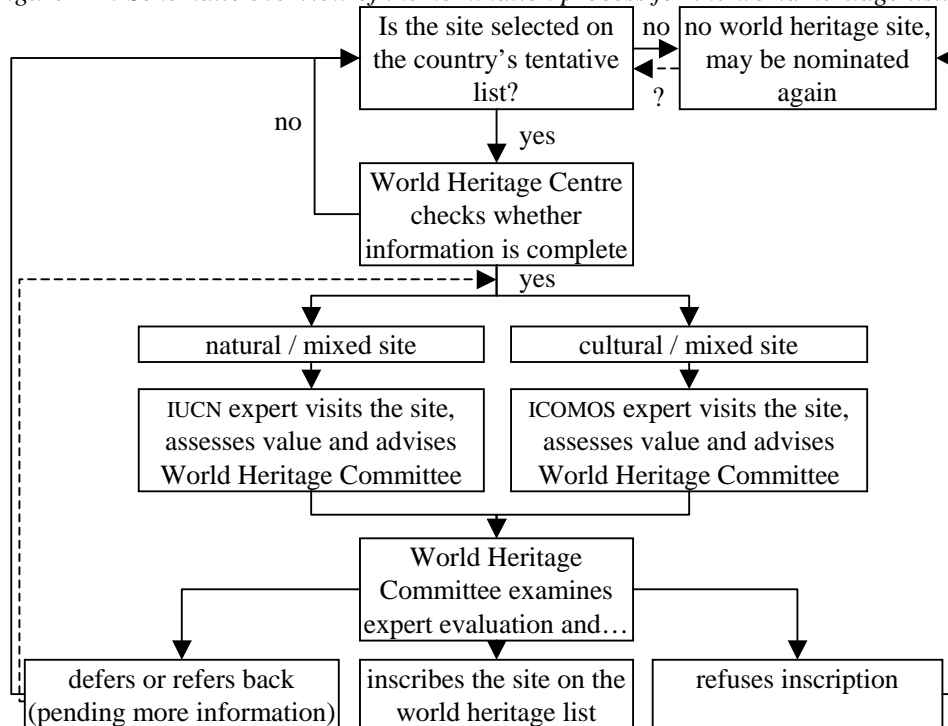 Is the site selected on
the country's tentative
list?
no
no world heritage site,
may be nominated
again
?
no
yes
World Heritage Centre
checks whether
information is complete
yes
natural / mixed site
cultural / mixed site
IUCN expert visits the site,
assesses value and advises
World Heritage Committee
ICOMOS expert visits the site,
assesses value and advises
World Heritage Committee
World Heritage
Committee examines
expert evaluation and…
defers or refers back
(pending more information)
inscribes the site on the
world heritage list
refuses inscription